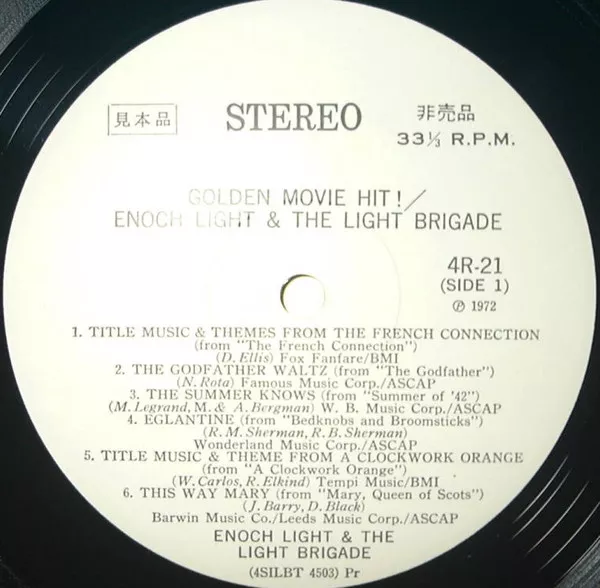 見本品 STEREO 非売品
33⅓ R.P.M.
GOLDEN MOVIE HIT!/
ENOCH LIGHT & THE LIGHT BRIGADE
4R-21
(SIDE 1)
Ⓟ 1972
1. TITLE MUSIC & THEMES FROM THE FRENCH CONNECTION
(from "The French Connection")
(D. Ellis) Fox Fanfare/BMI
2. THE GODFATHER WALTZ (from "The Godfather")
(N. Rota) Famous Music Corp./ASCAP
3. THE SUMMER KNOWS (from "Summer of '42")
(M. Legrand, M. & A. Bergman) W. B. Music Corp./ASCAP
4. EGLANTINE (from "Bedknobs and Broomsticks")
(R. M. Sherman, R. B. Sherman)
Wonderland Music Corp./ASCAP
5. TITLE MUSIC & THEME FROM A CLOCKWORK ORANGE
(from "A Clockwork Orange")
(W. Carlos, R. Elkind) Tempi Music/BMI
6. THIS WAY MARY (from "Mary, Queen of Scots")
(J. Barry, D. Black)
Barwin Music Co./Leeds Music Corp./ASCAP
ENOCH LIGHT & THE
LIGHT BRIGADE
(4SILBT 4503) Pr